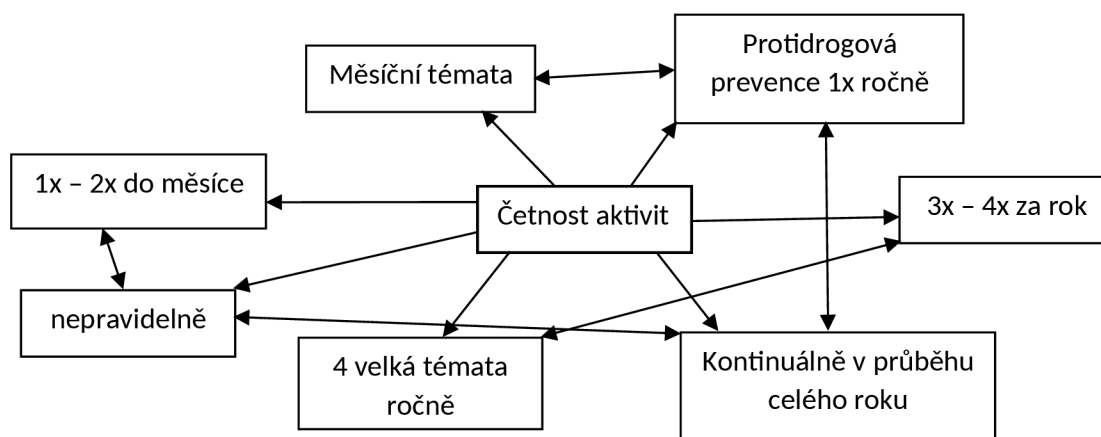 Protidrogová
prevence 1x ročně
Měsíční témata
1x – 2x do měsíce
Četnost aktivit
3x – 4x za rok
nepravidelně
4 velká témata
ročně
Kontinuálně v průběhu
celého roku